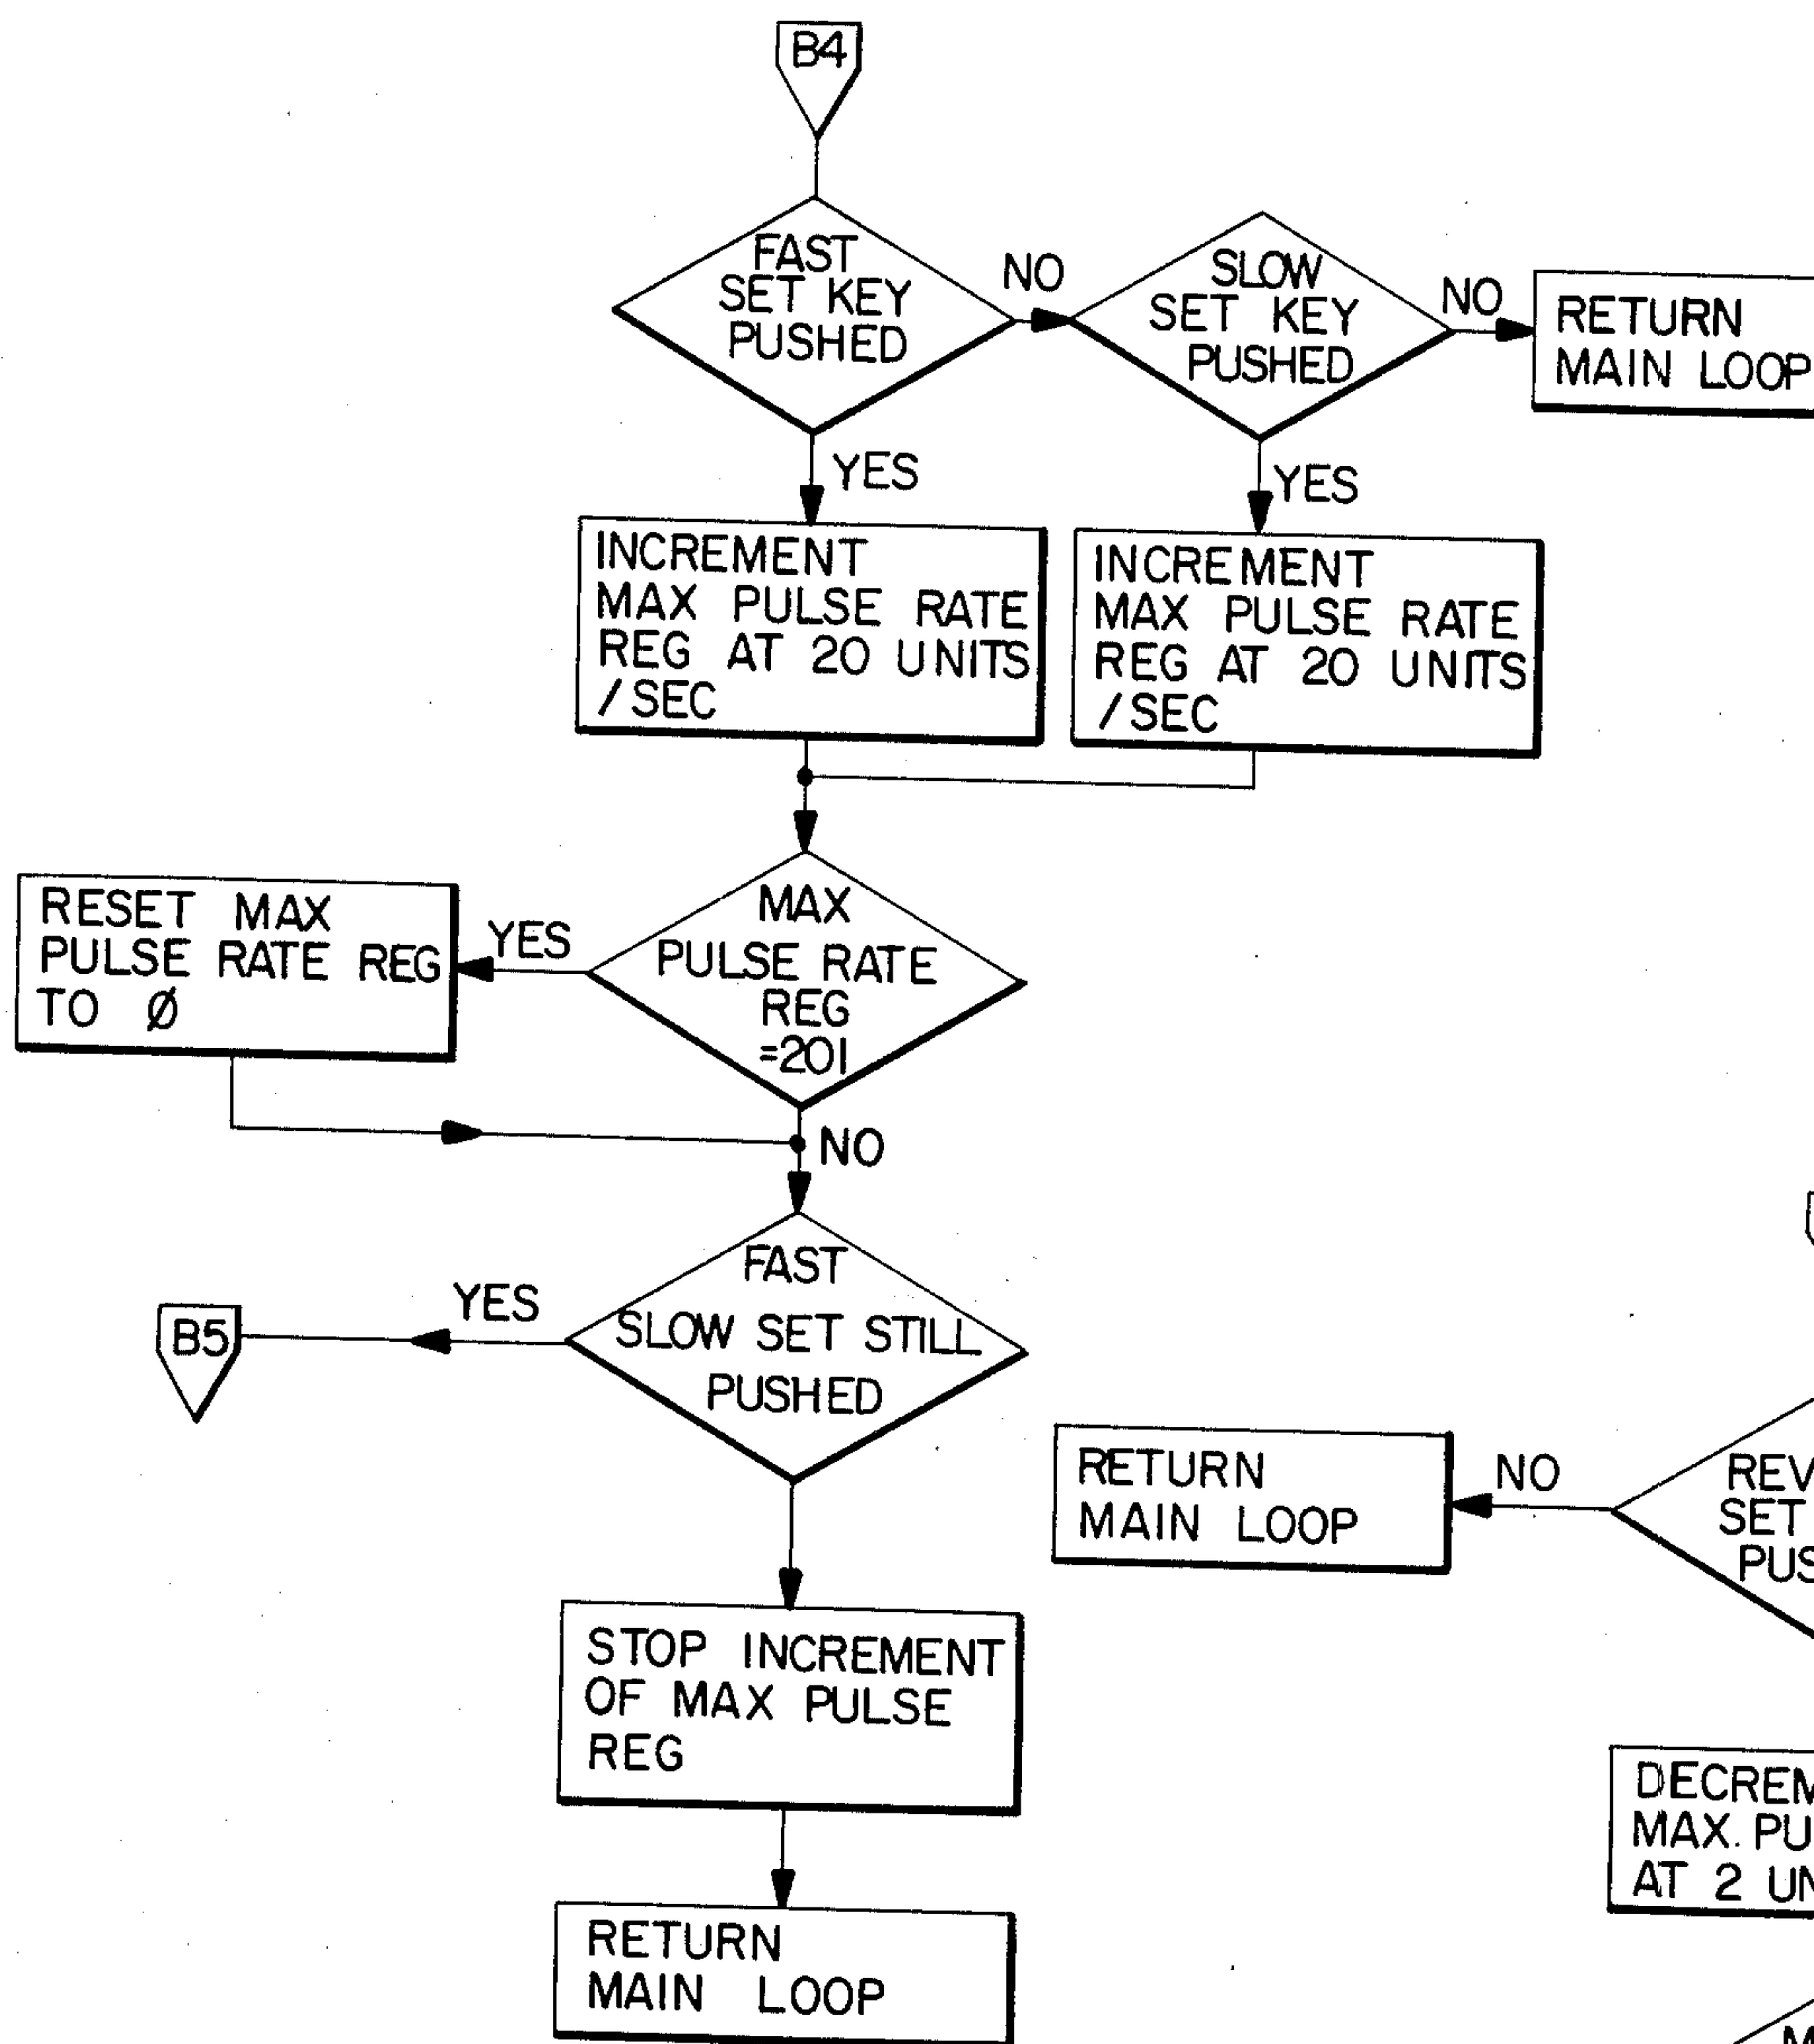 B4
FAST
SET KEY
PUSHED
NO
SLOW
SET KEY
PUSHED
NO
RETURN
MAIN LOOP
YES
YES
INCREMENT
MAX PULSE RATE
REG AT 20 UNITS
/SEC
INCREMENT
MAX PULSE RATE
REG AT 20 UNITS
/SEC
MAX
PULSE RATE
REG
=201
YES
RESET MAX
PULSE RATE REG
TO Ø
NO
FAST
SLOW SET STILL
PUSHED
YES
B5
STOP INCREMENT
OF MAX PULSE
REG
RETURN
MAIN LOOP
RETURN
MAIN LOOP
NO
SET
AT 2